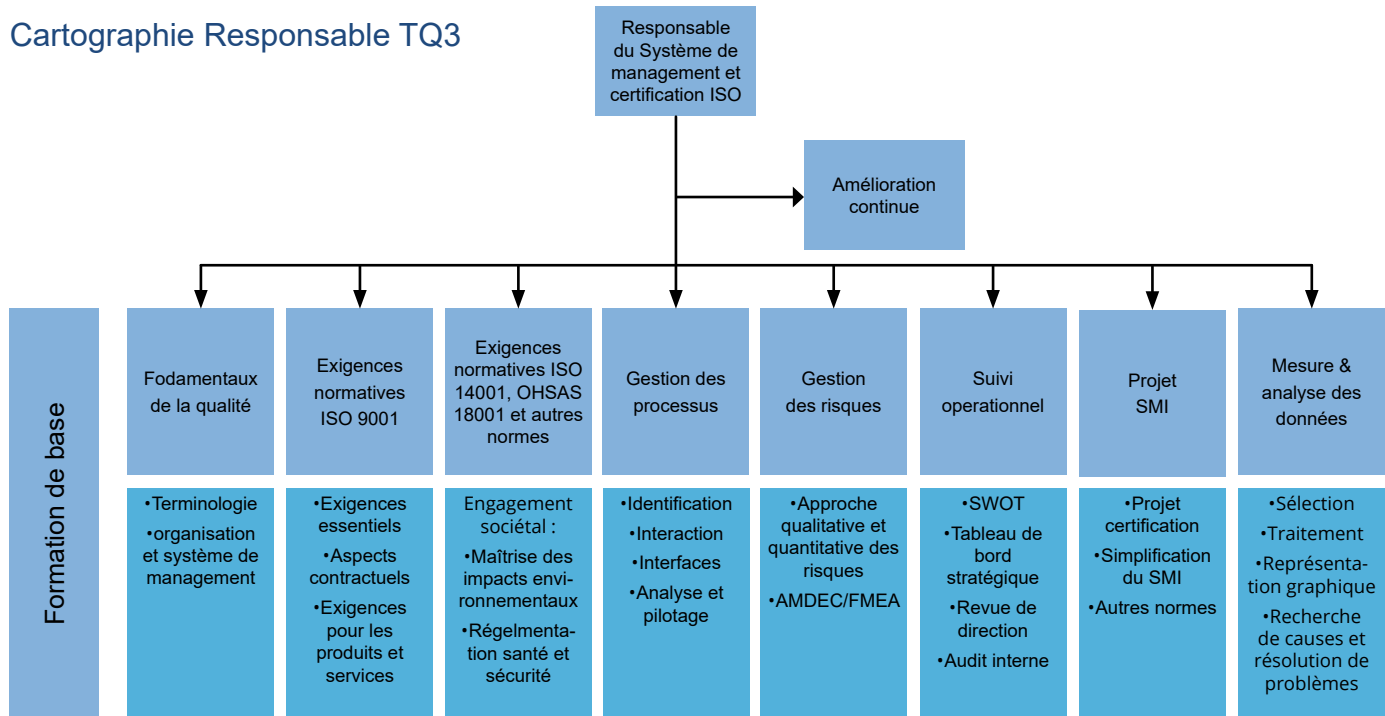 Cartographie Responsable TQ3
Responsable
du Système de
management et
certification ISO
Amélioration
continue
Formation de base
Fodamentaux
de la qualité
Exigences
normatives
ISO 9001
Exigences
normatives ISO
14001, OHSAS
18001 et autres
normes
Gestion des
processus
Gestion
des risques
Suivi
operationnel
Projet
SMI
Mesure &
analyse des
données
•Terminologie
•organisation
et système de
management
•Exigences
essentiels
•Aspects
contractuels
•Exigences
pour les
produits et
services
Engagement
sociétal :
•Maîtrise des
impacts envi-
ronnementaux
•Régelmenta-
tion santé et
sécurité
•Identification
•Interaction
•Interfaces
•Analyse et
pilotage
•Approche
qualitative et
quantitative des
risques
•AMDEC/FMEA
•SWOT
•Tableau de
bord
stratégique
•Revue de
direction
•Audit interne
•Projet
certification
•Simplification
du SMI
•Autres normes
•Sélection
•Traitement
•Représenta-
tion graphique
•Recherche
de causes et
résolution de
problèmes